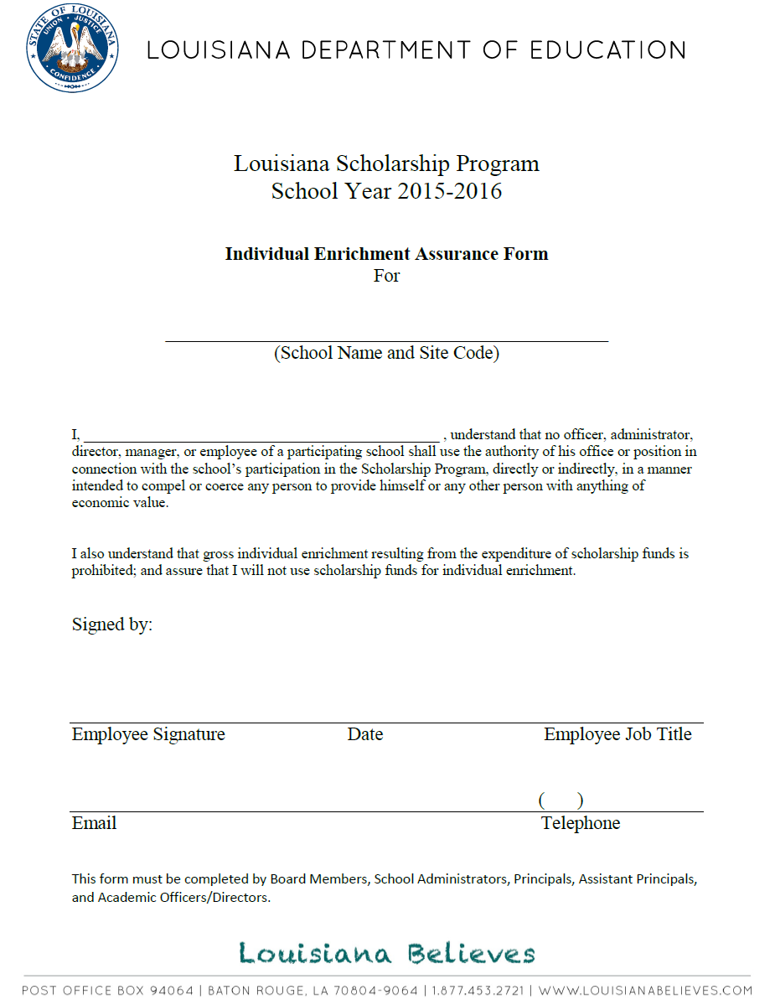 STATE OF LOUISIANA
UNION · JUSTICE
CONFIDENCE
LOUISIANA DEPARTMENT OF EDUCATION
Louisiana Scholarship Program
School Year 2015-2016
Individual Enrichment Assurance Form
For
(School Name and Site Code)
I, , understand that no officer, administrator,
director, manager, or employee of a participating school shall use the authority of his office or position in
connection with the school’s participation in the Scholarship Program, directly or indirectly, in a manner
intended to compel or coerce any person to provide himself or any other person with anything of
economic value.
I also understand that gross individual enrichment resulting from the expenditure of scholarship funds is
prohibited; and assure that I will not use scholarship funds for individual enrichment.
Signed by:
Employee Signature Date Employee Job Title
( )
Email Telephone
This form must be completed by Board Members, School Administrators, Principals, Assistant Principals,
and Academic Officers/Directors.
Louisiana Believes
POST OFFICE BOX 94064 | BATON ROUGE, LA 70804-9064 | 1.877.453.2721 | WWW.LOUISIANABELIEVES.COM